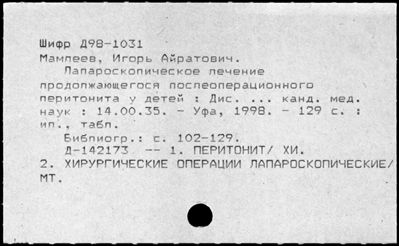 Шифр Д98-1031
Мамлеев, Игорь Айратович.
Лапароскопическое лечение
продолжающегося послеоперационного
перитонита у детей : Дис. ... канд. мед.
наук : 14.00.35. - Уфа, 1998. - 129 с. :
ил., табл.
Библиогр.: с. 102-129.
Д-142173 -- 1. ПЕРИТОНИТ/ ХИ.
2. ХИРУРГИЧЕСКИЕ ОПЕРАЦИИ ЛАПАРОСКОПИЧЕСКИЕ/
МТ.